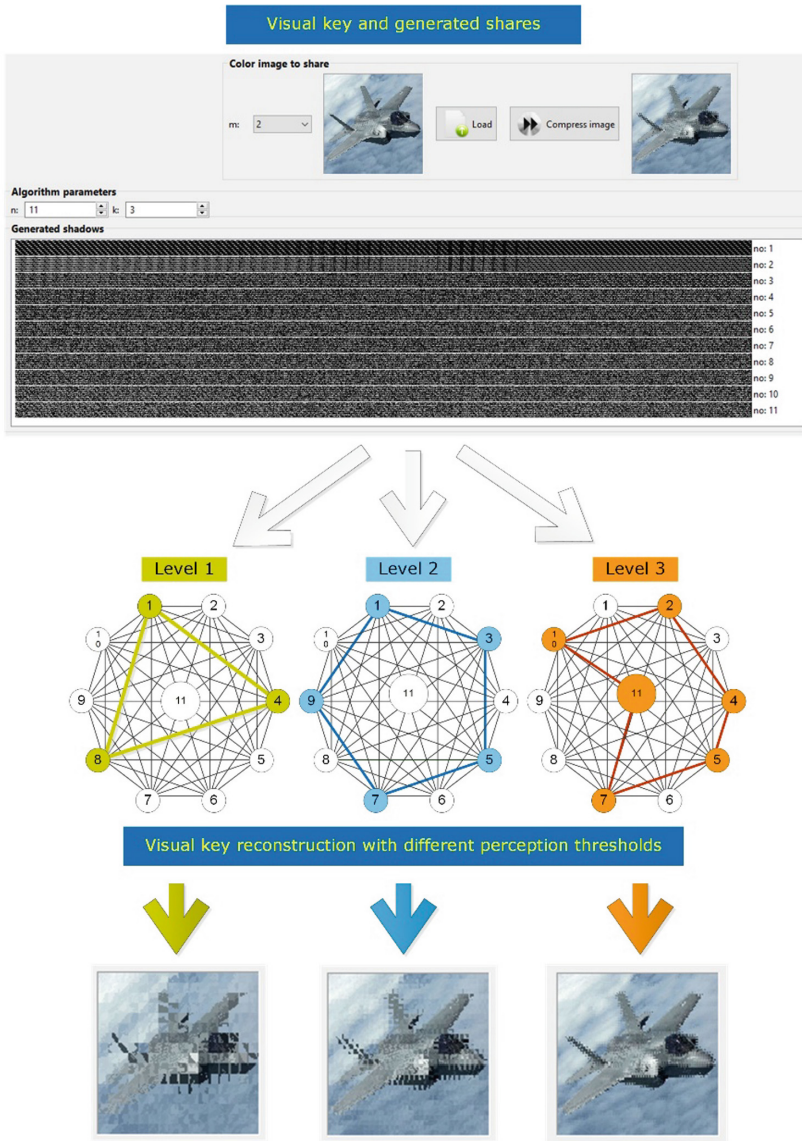 Visual key and generated shares
Color image to share
m: 2 Load Compress image
Algorithm parameters
n: 11 k: 3
Generated shadows
no: 1
no: 2
no: 3
no: 4
no: 5
no: 6
no: 7
no: 8
no: 9
no: 10
no: 11
Level 1 Level 2 Level 3
1 2 3 4 5 6 7 8 9 10 11
1 2 3 4 5 6 7 8 9 10 11
1 2 3 4 5 6 7 8 9 10 11
Visual key reconstruction with different perception thresholds